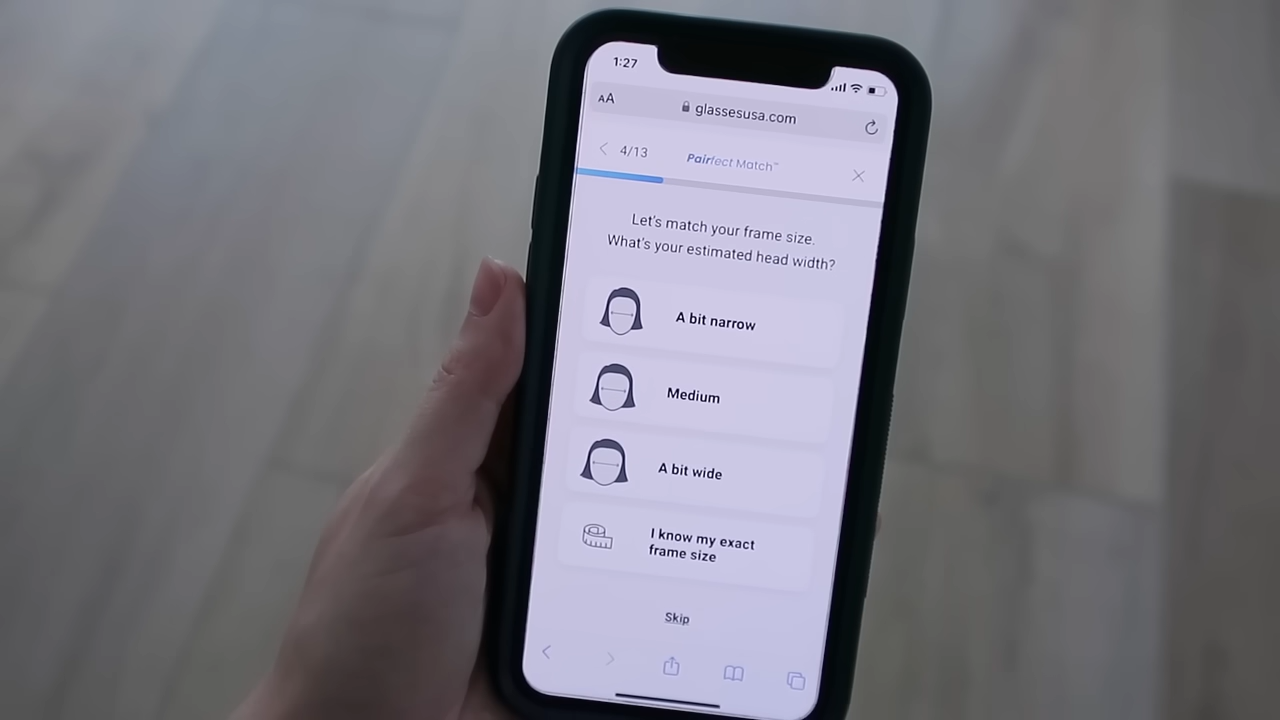 1:27
AA glassesusa.com
4/13 Pairfect Match™
Let's match your frame size.
What's your estimated head width?
A bit narrow
Medium
A bit wide
I know my exact
frame size
Skip